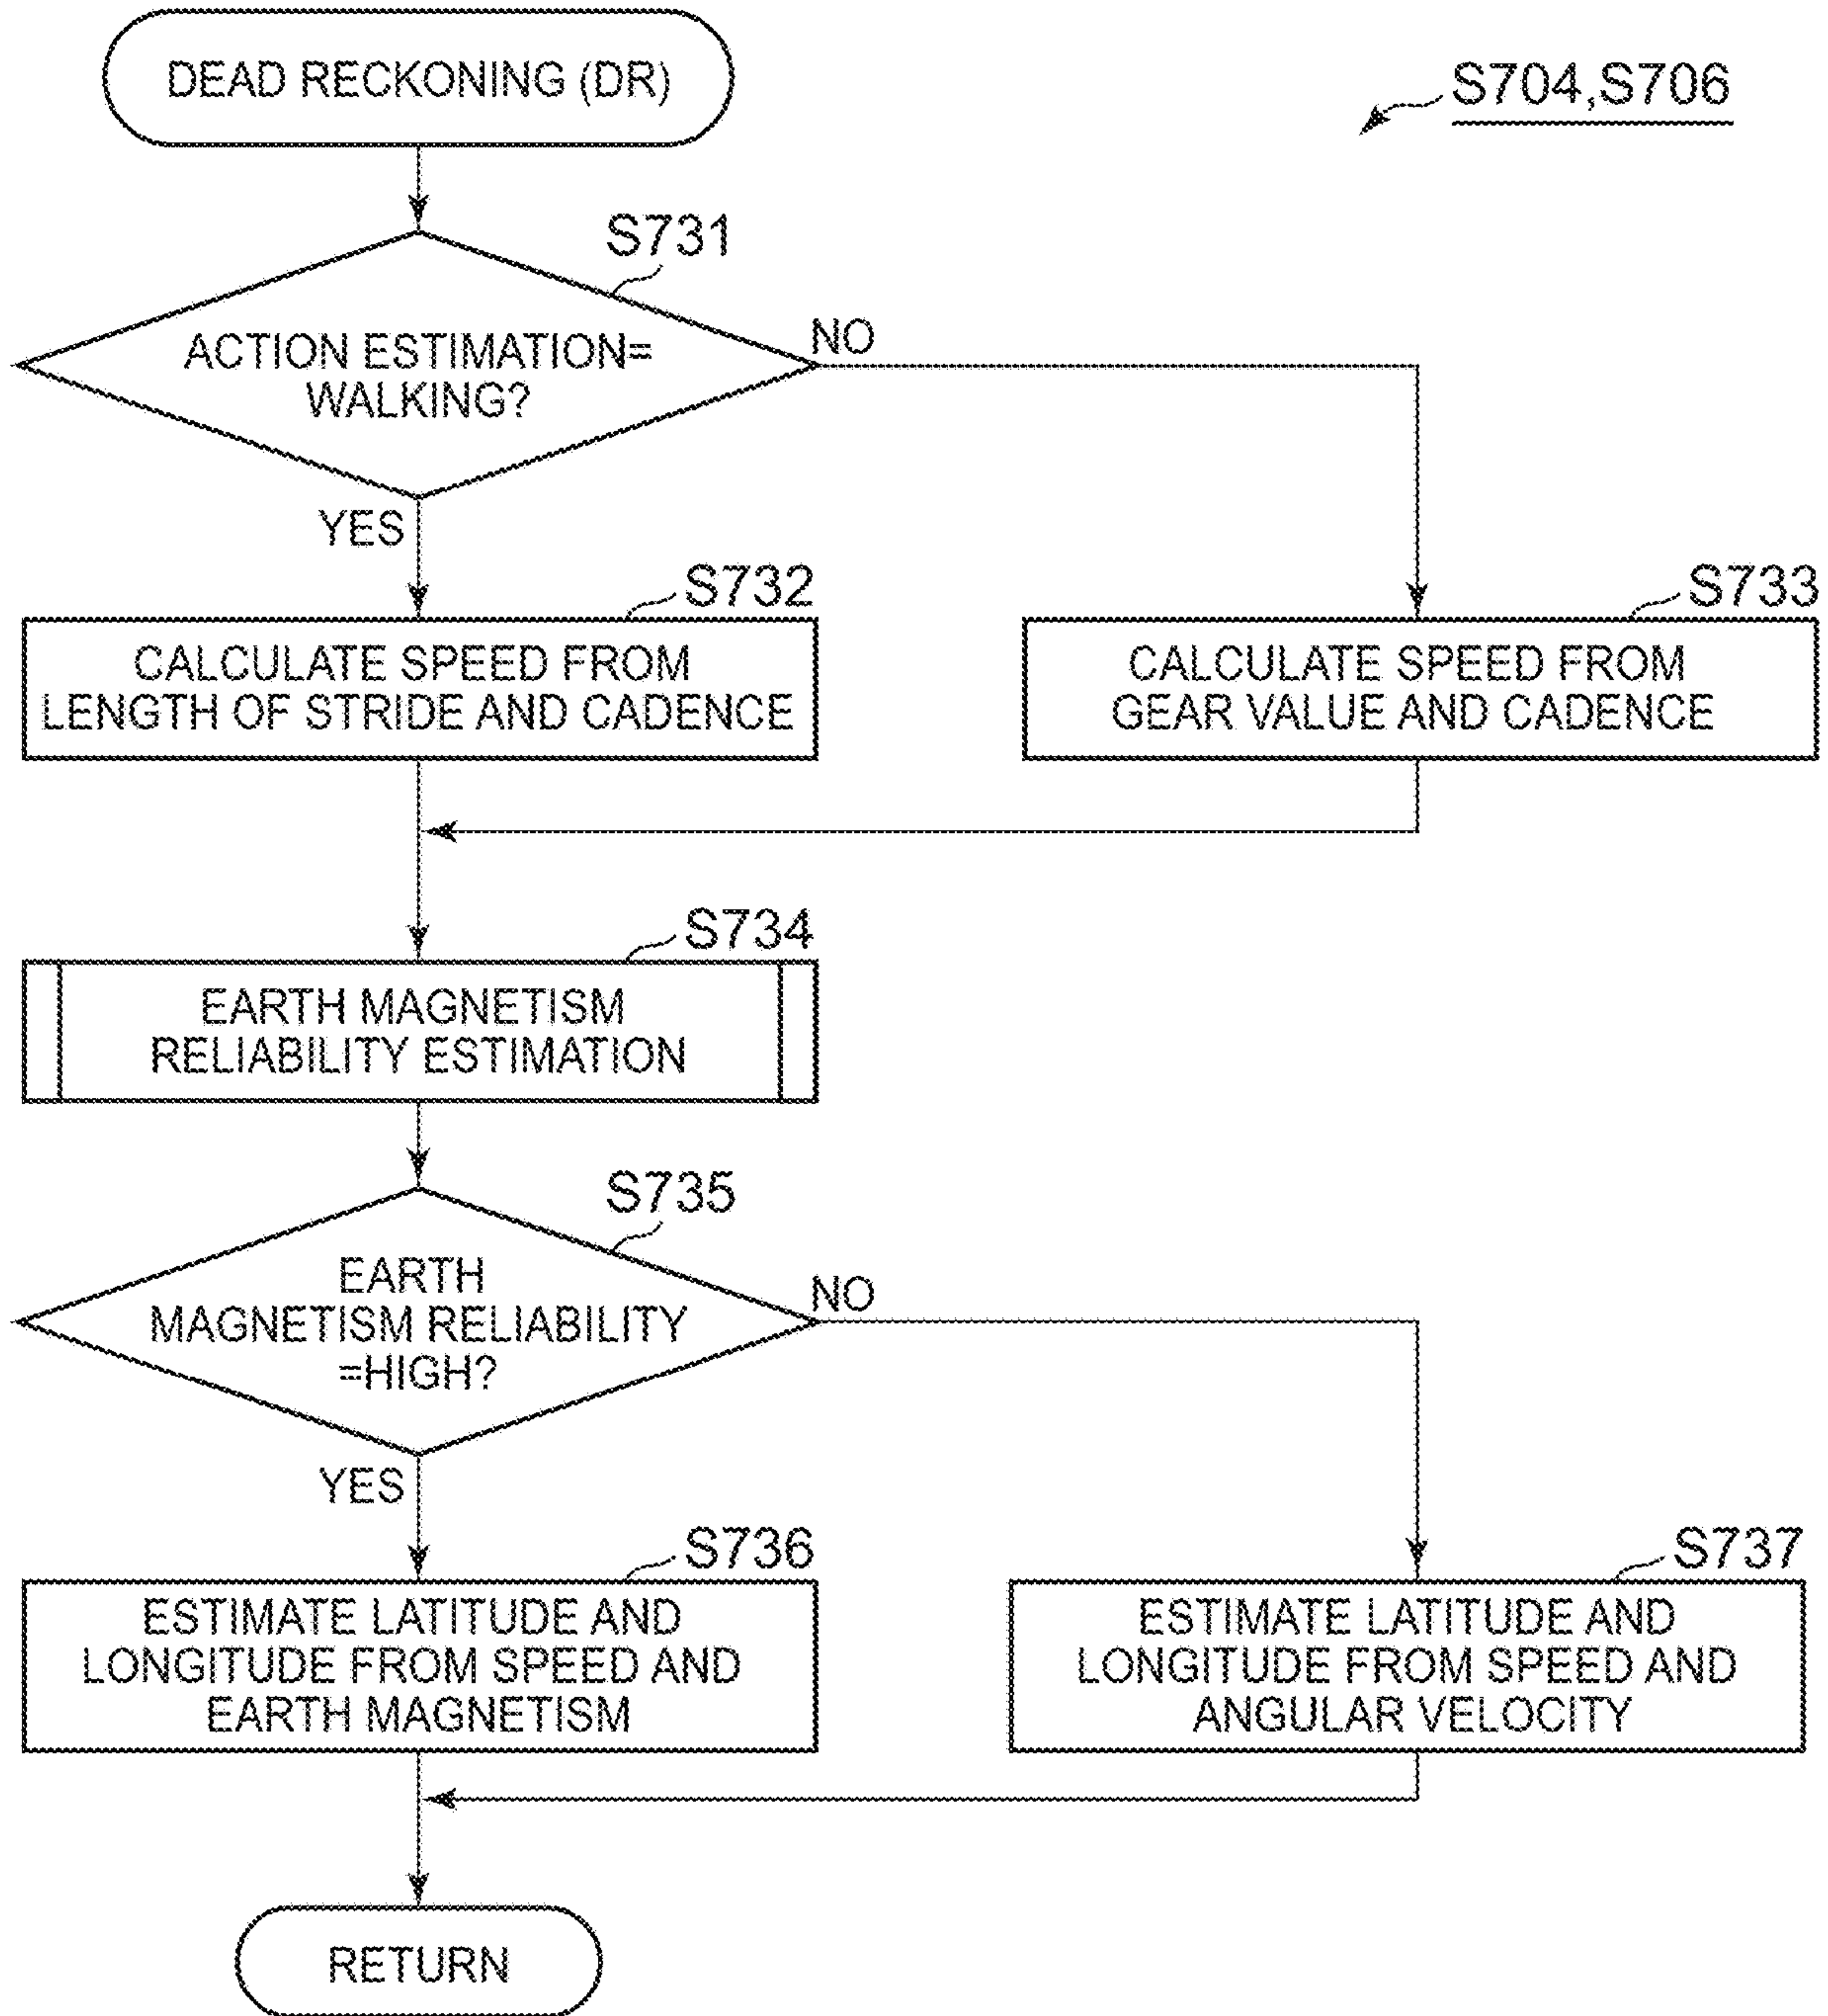 DEAD RECKONING (DR)
S704,S706
S731
ACTION ESTIMATION=
WALKING?
NO
YES
S732
CALCULATE SPEED FROM
LENGTH OF STRIDE AND CADENCE
S733
CALCULATE SPEED FROM
GEAR VALUE AND CADENCE
S734
EARTH MAGNETISM
RELIABILITY ESTIMATION
S735
EARTH
MAGNETISM RELIABILITY
=HIGH?
NO
YES
S736
ESTIMATE LATITUDE AND
LONGITUDE FROM SPEED AND
EARTH MAGNETISM
S737
ESTIMATE LATITUDE AND
LONGITUDE FROM SPEED AND
ANGULAR VELOCITY
RETURN